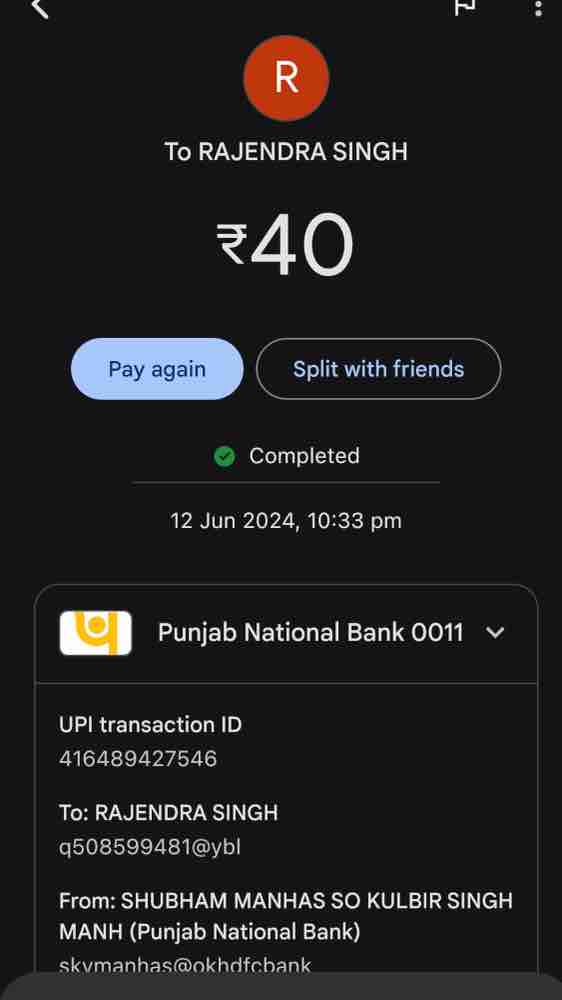 R
To RAJENDRA SINGH
₹40
Pay again
Split with friends
Completed
12 Jun 2024, 10:33 pm
Punjab National Bank 0011
UPI transaction ID
416489427546
To: RAJENDRA SINGH
q508599481@ybl
From: SHUBHAM MANHAS SO KULBIR SINGH
MANH (Punjab National Bank)
skymanhas@okhdfcbank